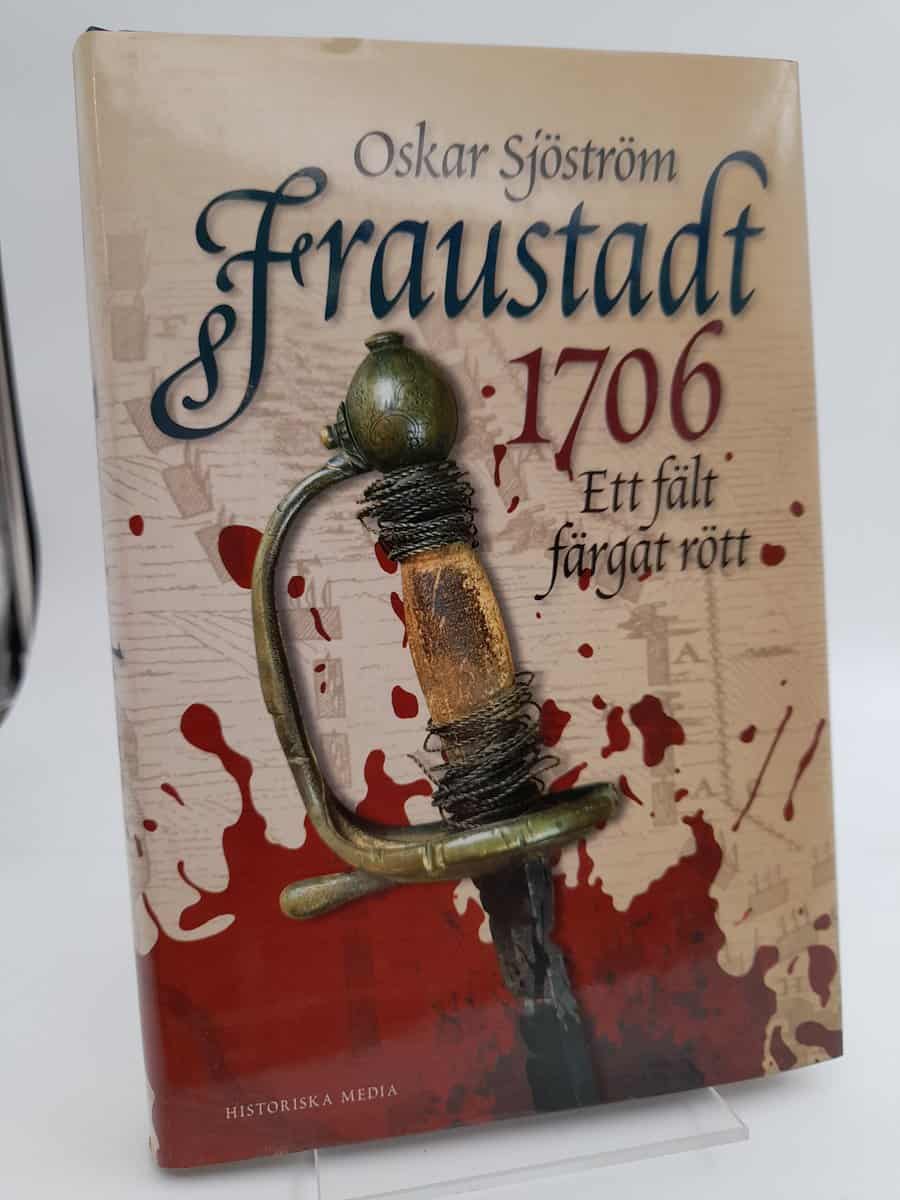 Oskar Sjöström
Fraustadt
1706
Ett fält
färgat rött
A
A
A
H
HISTORISKA MEDIA